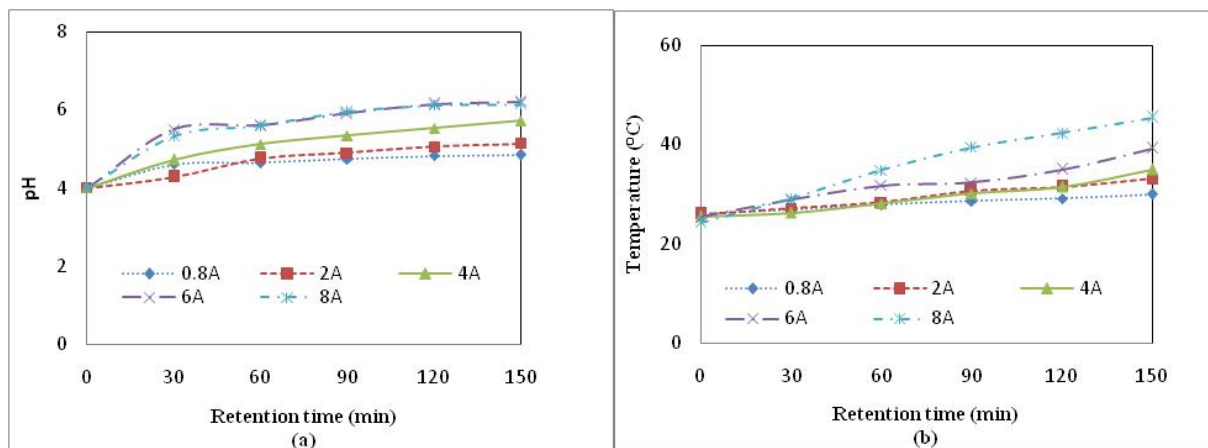 8
6
4
2
0
pH
0.8A 2A 4A
6A 8A
0 30 60 90 120 150
Retention time (min)
(a)
60
40
20
0
Temperature (°C)
0.8A 2A 4A
6A 8A
0 30 60 90 120 150
Retention time (min)
(b)